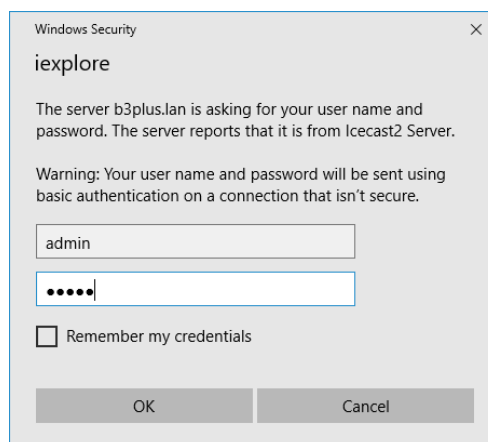 Windows Security
iexplore
The server b3plus.lan is asking for your user name and
password. The server reports that it is from Icecast2 Server.
Warning: Your user name and password will be sent using
basic authentication on a connection that isn’t secure.
admin
●●●●●
Remember my credentials
OK
Cancel